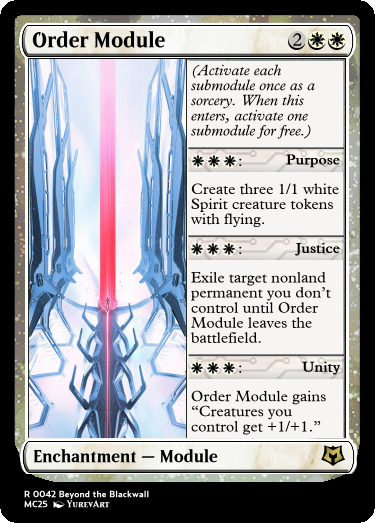 Order Module 2
(Activate each
submodule once as a
sorcery. When this
enters, activate one
submodule for free.)
: Purpose
Create three 1/1 white
Spirit creature tokens
with flying.
: Justice
Exile target nonland
permanent you don't
control until Order
Module leaves the
battlefield.
: Unity
Order Module gains
“Creatures you
control get +1/+1.”
Enchantment — Module
R 0042 Beyond the Blackwall
MC25 YurevArt